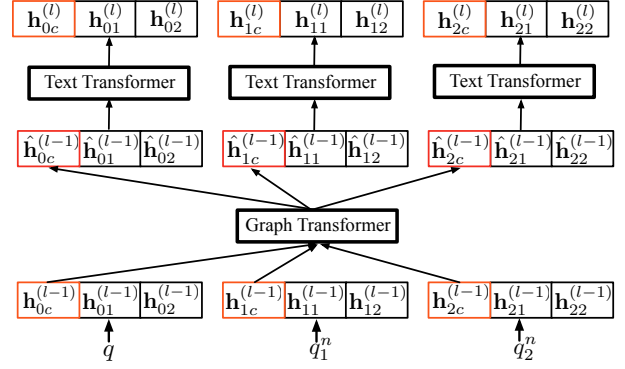 h_{0c}^{(l)} h_{01}^{(l)} h_{02}^{(l)} h_{1c}^{(l)} h_{11}^{(l)} h_{12}^{(l)} h_{2c}^{(l)} h_{21}^{(l)} h_{22}^{(l)}
Text Transformer Text Transformer Text Transformer
ĥ_{0c}^{(l-1)} ĥ_{01}^{(l-1)} ĥ_{02}^{(l-1)} ĥ_{1c}^{(l-1)} ĥ_{11}^{(l-1)} ĥ_{12}^{(l-1)} ĥ_{2c}^{(l-1)} ĥ_{21}^{(l-1)} ĥ_{22}^{(l-1)}
Graph Transformer
h_{0c}^{(l-1)} h_{01}^{(l-1)} h_{02}^{(l-1)} h_{1c}^{(l-1)} h_{11}^{(l-1)} h_{12}^{(l-1)} h_{2c}^{(l-1)} h_{21}^{(l-1)} h_{22}^{(l-1)}
q q_1^n q_2^n